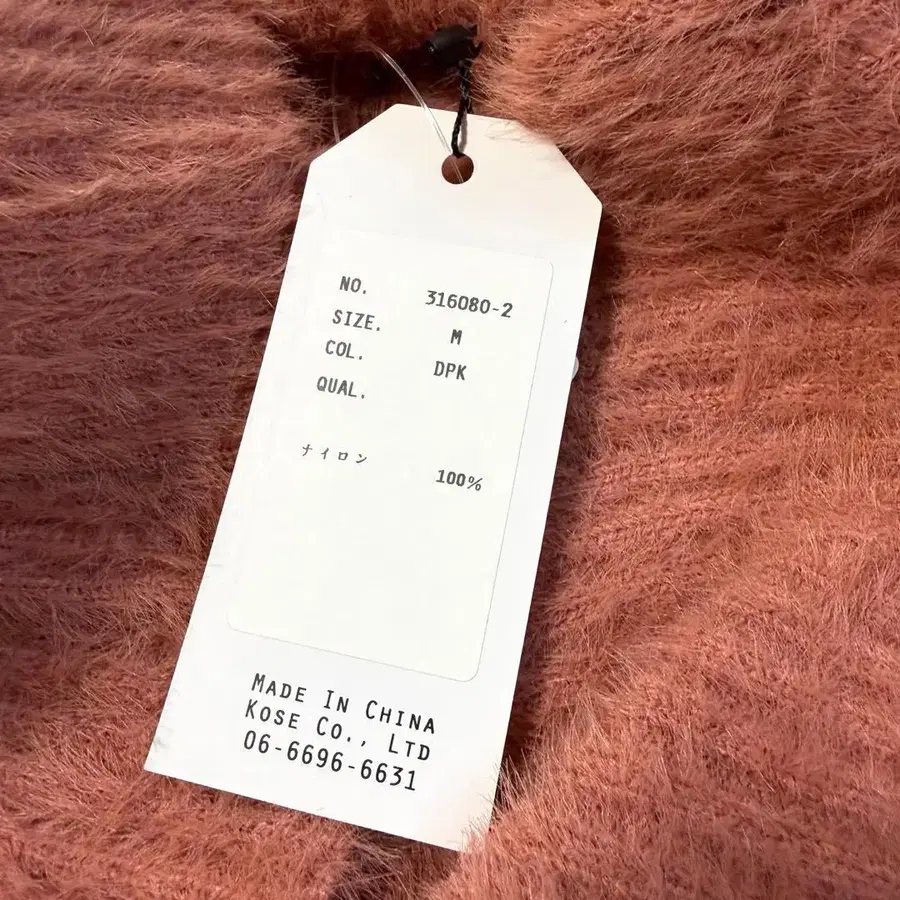 NO. 316080-2
SIZE. M
COL. DPK
QUAL.
ナイロン 100%
MADE IN CHINA
KOSE CO., LTD
06-6696-6631